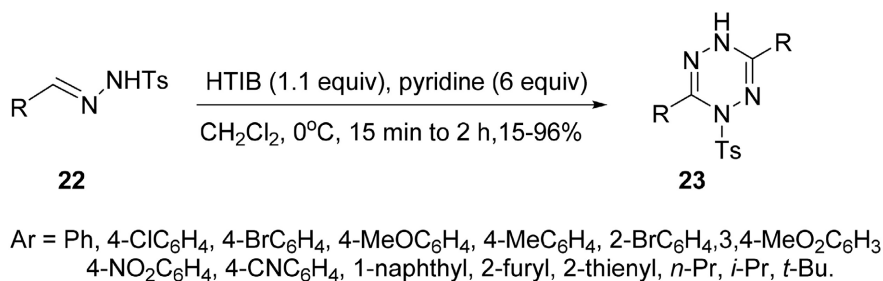 H
N
R
N
NHTs
HTIB (1.1 equiv), pyridine (6 equiv)
R
N
N
R
N
CH₂Cl₂, 0°C, 15 min to 2 h,15-96%
Ts
22
23
Ar = Ph, 4-ClC₆H₄, 4-BrC₆H₄, 4-MeOC₆H₄, 4-MeC₆H₄, 2-BrC₆H₄,3,4-MeO₂C₆H₃
4-NO₂C₆H₄, 4-CNC₆H₄, 1-naphthyl, 2-furyl, 2-thienyl, n-Pr, i-Pr, t-Bu.